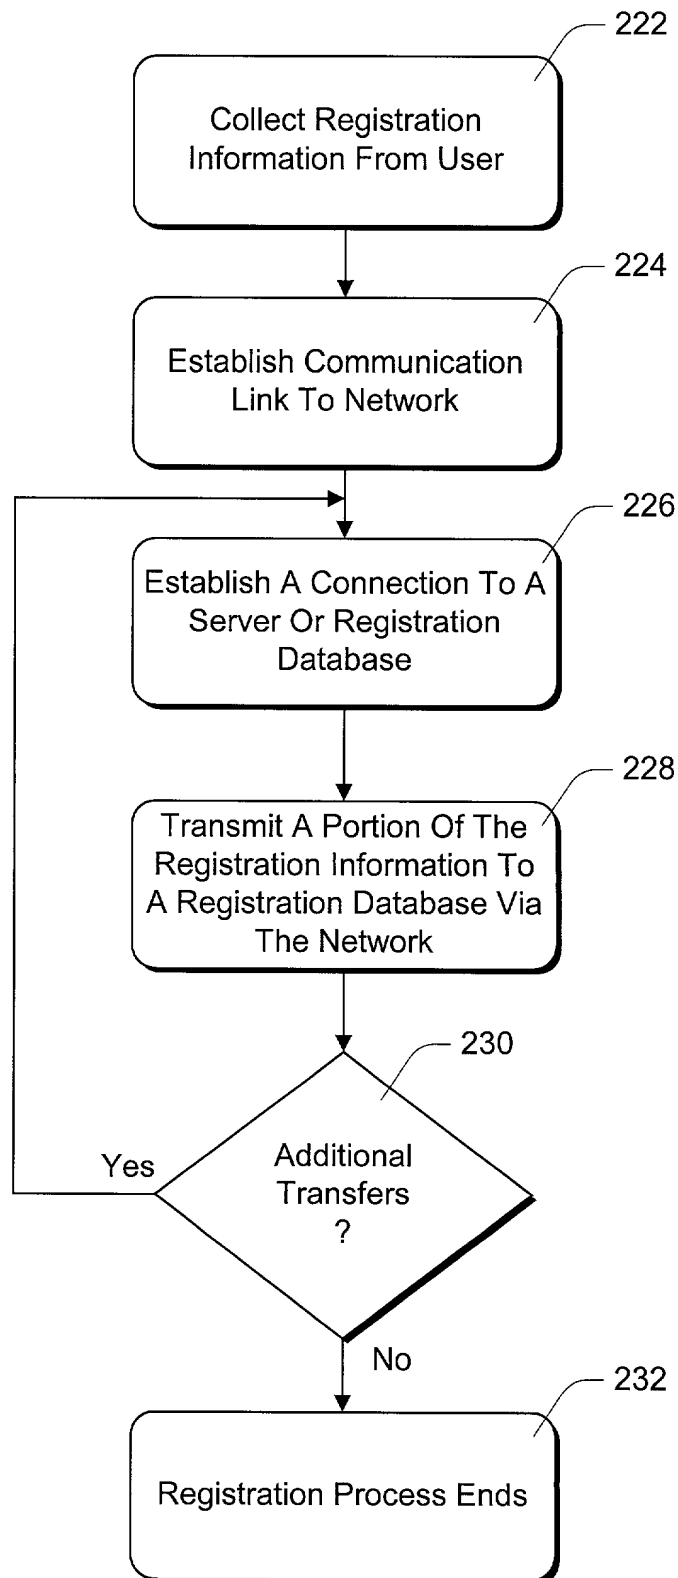 222
Collect Registration
Information From User
224
Establish Communication
Link To Network
226
Establish A Connection To A
Server Or Registration
Database
228
Transmit A Portion Of The
Registration Information To
A Registration Database Via
The Network
230
Additional
Transfers
?
Yes
No
232
Registration Process Ends